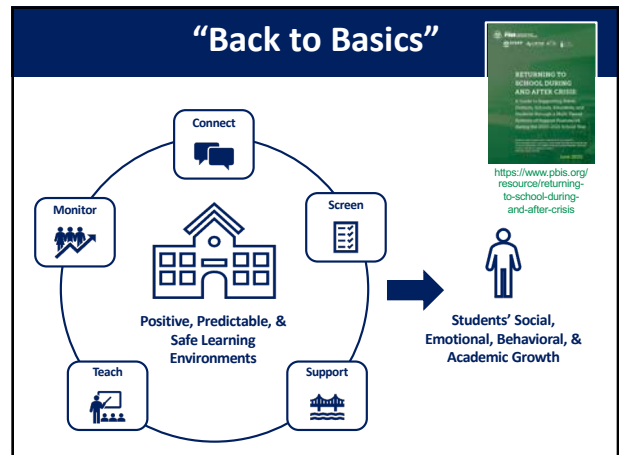 “Back to Basics”
RETURNING TO
SCHOOL DURING
AND AFTER CRISIS
https://www.pbis.org/
resource/returning-
to-school-during-
and-after-crisis
Connect
Monitor
Screen
Positive, Predictable, &
Safe Learning
Environments
Students’ Social,
Emotional, Behavioral, &
Academic Growth
Teach
Support